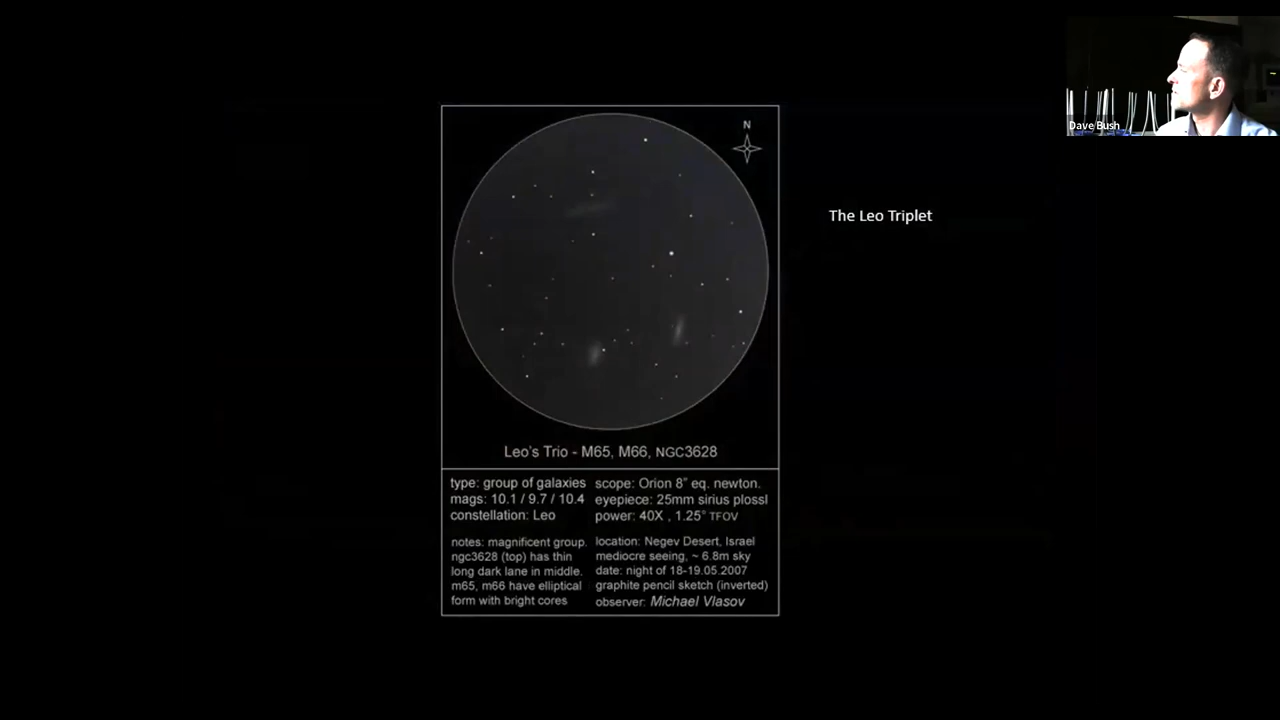 Dave Bush
N
The Leo Triplet
Leo's Trio - M65, M66, NGC3628
type: group of galaxies
mags: 10.1 / 9.7 / 10.4
constellation: Leo
scope: Orion 8" eq. newton.
eyepiece: 25mm sirius plossl
power: 40X , 1.25° TFOV
notes: magnificent group.
ngc3628 (top) has thin
long dark lane in middle.
m65, m66 have elliptical
form with bright cores
location: Negev Desert, Israel
mediocre seeing, ~ 6.8m sky
date: night of 18-19.05.2007
graphite pencil sketch (inverted)
observer: Michael Vlasov